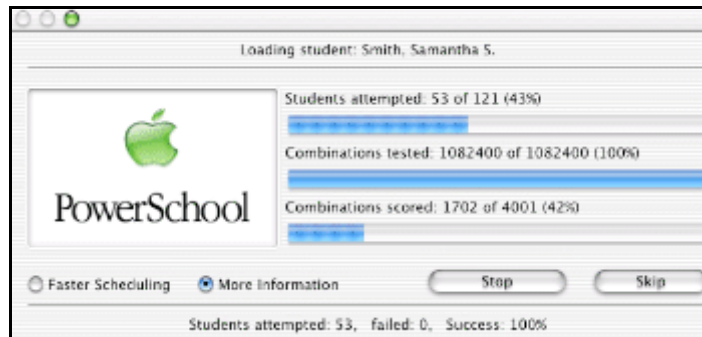 Loading student: Smith, Samantha S.
Students attempted: 53 of 121 (43%)
Combinations tested: 1082400 of 1082400 (100%)
PowerSchool
Combinations scored: 1702 of 4001 (42%)
Faster Scheduling More Information Stop Skip
Students attempted: 53, failed: 0, Success: 100%